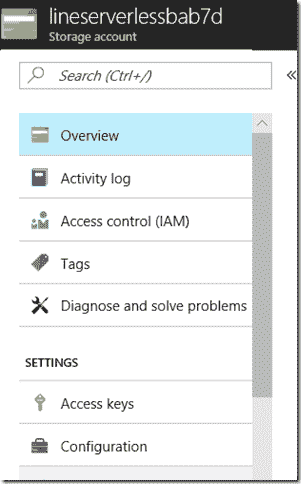 lineserverlessbab7d
Storage account
Search (Ctrl+/)
Overview
Activity log
Access control (IAM)
Tags
Diagnose and solve problems
SETTINGS
Access keys
Configuration